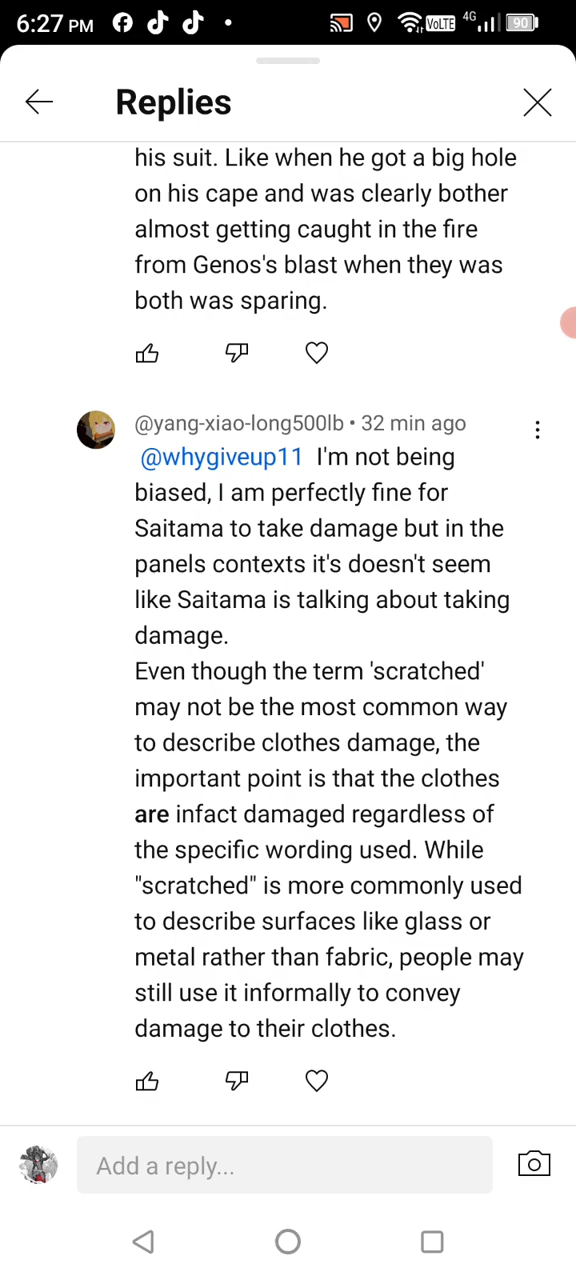 6:27 PM
VoLTE 4G 90
Replies
his suit. Like when he got a big hole
on his cape and was clearly bother
almost getting caught in the fire
from Genos's blast when they was
both was sparing.
@yang-xiao-long500lb • 32 min ago
@whygiveup11 I'm not being
biased, I am perfectly fine for
Saitama to take damage but in the
panels contexts it's doesn't seem
like Saitama is talking about taking
damage.
Even though the term 'scratched'
may not be the most common way
to describe clothes damage, the
important point is that the clothes
are infact damaged regardless of
the specific wording used. While
"scratched" is more commonly used
to describe surfaces like glass or
metal rather than fabric, people may
still use it informally to convey
damage to their clothes.
Add a reply...